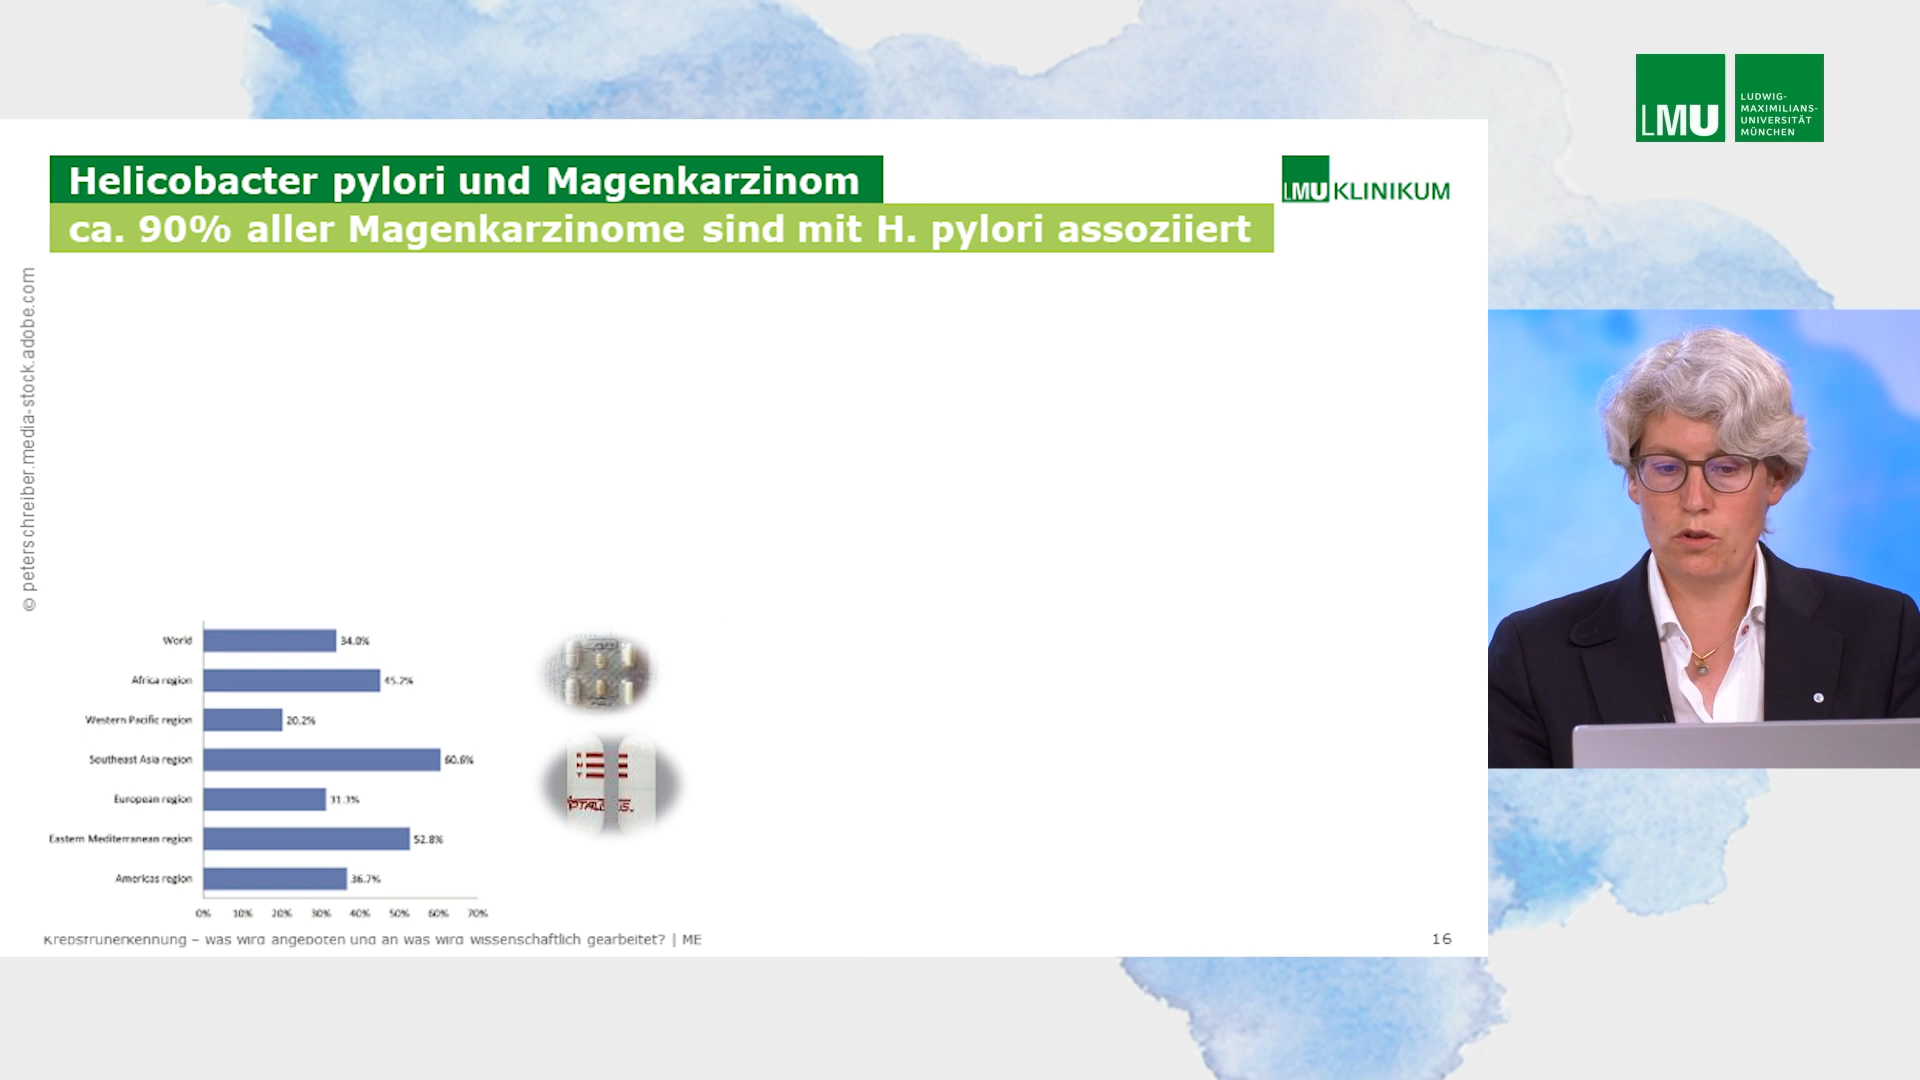 LMU
LUDWIG-
MAXIMILIANS-
UNIVERSITÄT
MÜNCHEN
Helicobacter pylori und Magenkarzinom
LMU KLINIKUM
ca. 90% aller Magenkarzinome sind mit H. pylori assoziiert
© peterschreiber.media-stock.adobe.com
World 34.0%
Africa region 45.2%
Western Pacific region 20.2%
Southeast Asia region 60.6%
European region 31.3%
Eastern Mediterranean region 52.8%
Americas region 36.7%
0% 10% 20% 30% 40% 50% 60% 70%
Krebsfrüherkennung – was wird angeboten und an was wird wissenschaftlich gearbeitet? | ME
16